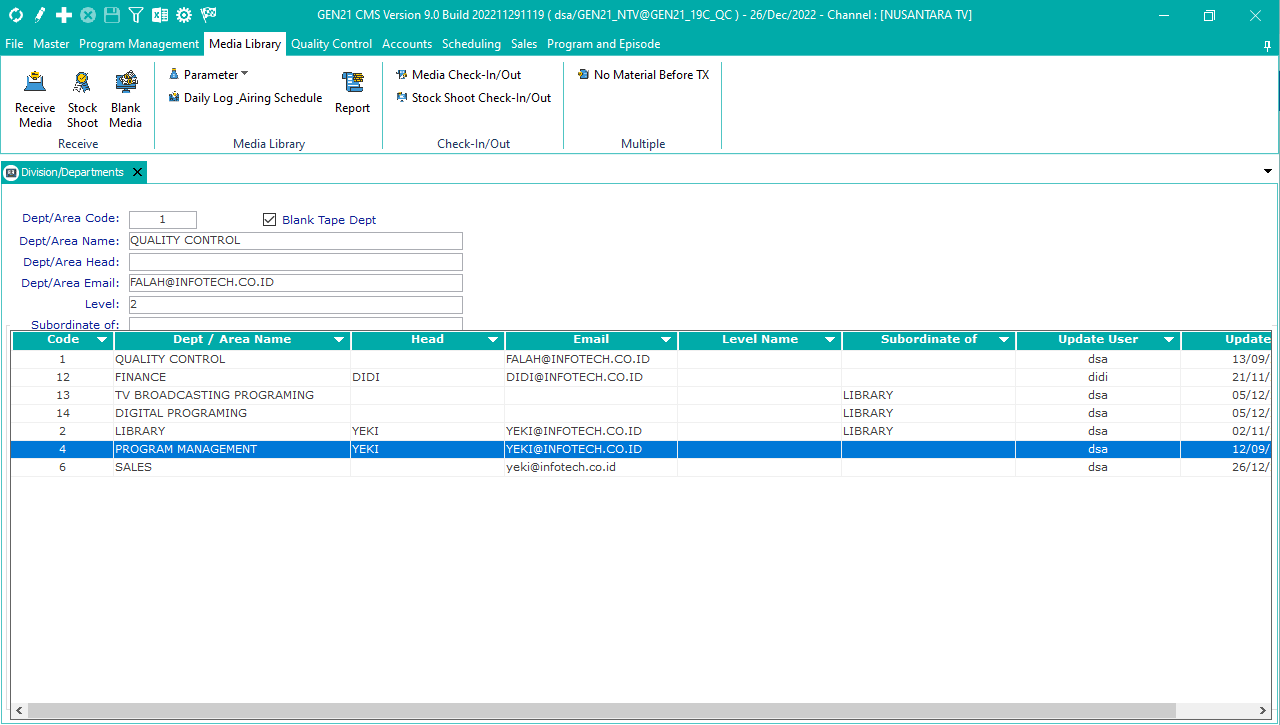 GEN21 CMS Version 9.0 Build 202211291119 ( dsa/GEN21_NTV@GEN21_19C_QC ) - 26/Dec/2022 - Channel : [NUSANTARA TV]
File Master Program Management Media Library Quality Control Accounts Scheduling Sales Program and Episode
Receive Media
Stock Shoot
Blank Media
Receive
Parameter
Daily Log _Airing Schedule
Report
Media Library
Media Check-In/Out
Stock Shoot Check-In/Out
Check-In/Out
No Material Before TX
Multiple
Division/Departments
Dept/Area Code: 1 Blank Tape Dept
Dept/Area Name: QUALITY CONTROL
Dept/Area Head:
Dept/Area Email: FALAH@INFOTECH.CO.ID
Level: 2
Subordinate of:
Code Dept / Area Name Head Email Level Name Subordinate of Update User Update
1 QUALITY CONTROL FALAH@INFOTECH.CO.ID dsa 13/09/
12 FINANCE DIDI DIDI@INFOTECH.CO.ID didi 21/11/
13 TV BROADCASTING PROGRAMING LIBRARY dsa 05/12/
14 DIGITAL PROGRAMING LIBRARY dsa 05/12/
2 LIBRARY YEKI YEKI@INFOTECH.CO.ID LIBRARY dsa 02/11/
4 PROGRAM MANAGEMENT YEKI YEKI@INFOTECH.CO.ID dsa 12/09/
6 SALES yeki@infotech.co.id dsa 26/12/